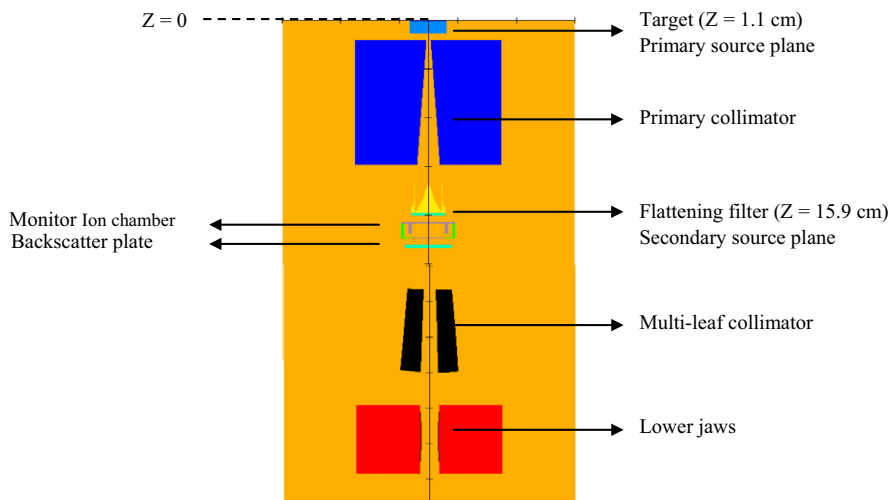 Z = 0
Target (Z = 1.1 cm)
Primary source plane
Primary collimator
Monitor Ion chamber
Backscatter plate
Flattening filter (Z = 15.9 cm)
Secondary source plane
Multi-leaf collimator
Lower jaws